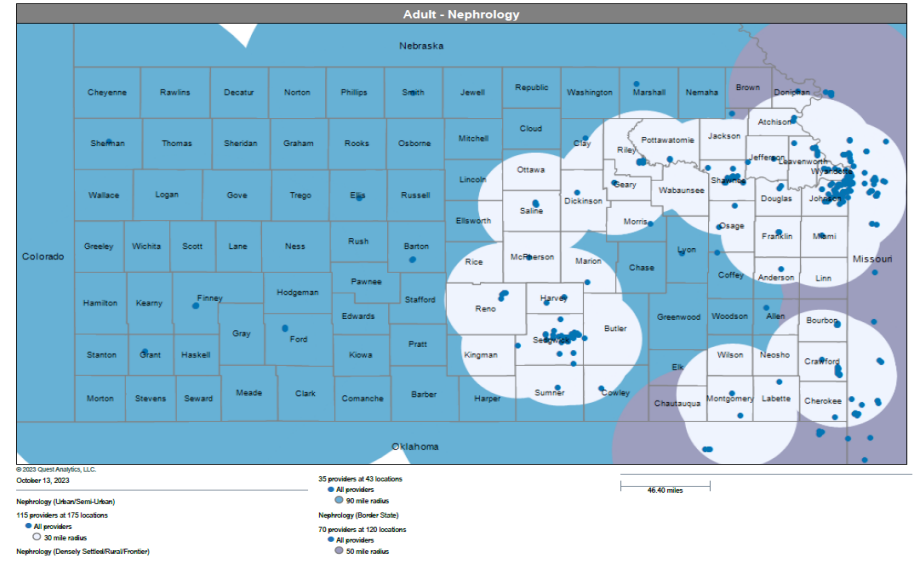 Adult - Nephrology
Nebraska
Cheyenne Rawlins Decatur Norton Phillips Smith Jewell Republic Washington Marshall Nemaha Brown Doniphan
Atchison
Sherman Thomas Sheridan Graham Rooks Osborne Mitchell Cloud Clay Riley Pottawatomie Jackson
Jefferson Leavenworth
Wyandotte
Lincoln Ottawa Geary Wabaunsee Shawnee
Wallace Logan Gove Trego Ellis Russell Saline Dickinson Douglas Johnson
Ellsworth Morris Osage
Greeley Wichita Scott Lane Ness Rush Barton Franklin Miami
Colorado Rice McPherson Marion Chase Lyon Missouri
Coffey Anderson Linn
Pawnee
Hamilton Kearny Finney Hodgeman Stafford Reno Harvey
Edwards Butler Greenwood Woodson Allen Bourbon
Gray Ford Pratt Sedgwick
Stanton Grant Haskell Kiowa Kingman Elk Wilson Neosho Crawford
Morton Stevens Seward Meade Clark Comanche Barber Harper Sumner Cowley Chautauqua Montgomery Labette Cherokee
Oklahoma
© 2023 Quest Analytics, LLC.
October 13, 2023
Nephrology (Urban/Semi-Urban)
115 providers at 175 locations
All providers
30 mile radius
Nephrology (Densely Settled/Rural/Frontier)
35 providers at 43 locations
All providers
90 mile radius
Nephrology (Border State)
70 providers at 120 locations
All providers
50 mile radius
46.40 miles